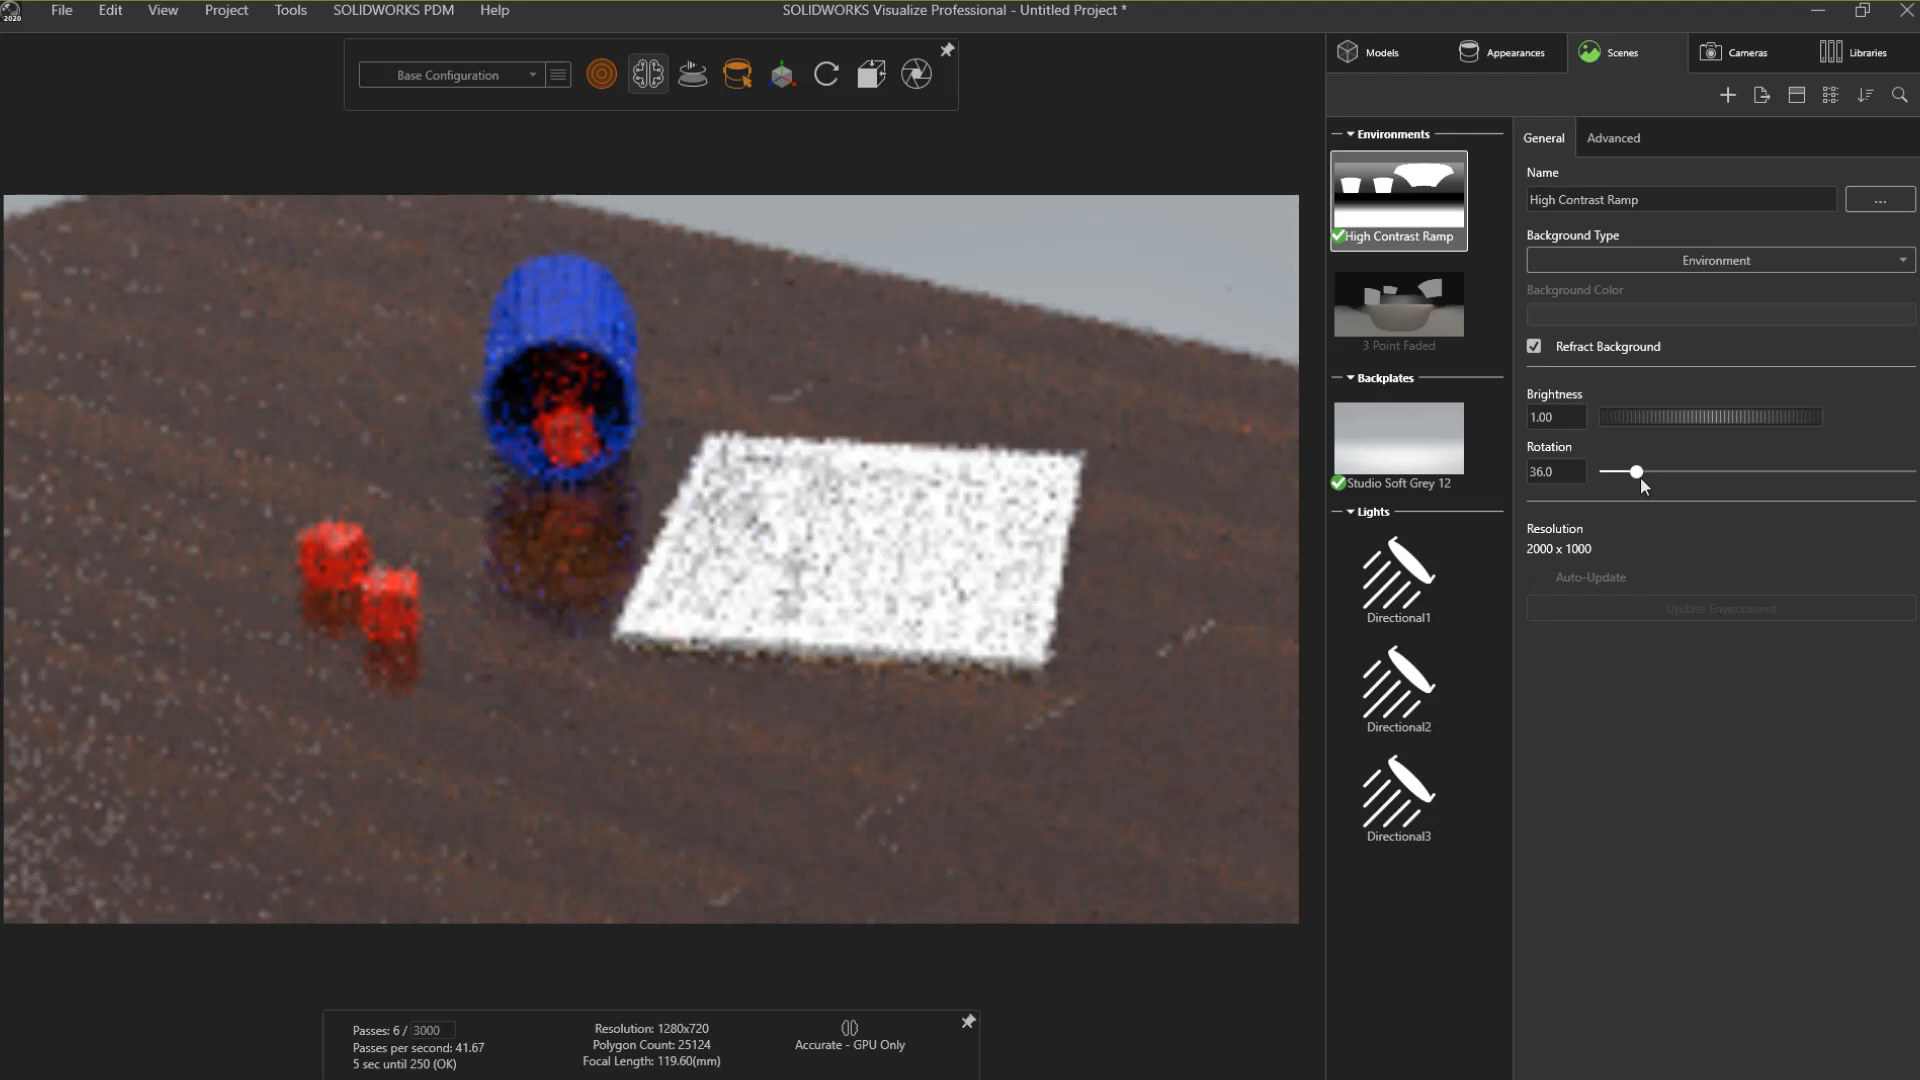 2020
File Edit View Project Tools SOLIDWORKS PDM Help
SOLIDWORKS Visualize Professional - Untitled Project *
Base Configuration
Models
Appearances
Scenes
Cameras
Libraries
Environments
High Contrast Ramp
3 Point Faded
Backplates
Studio Soft Grey 12
Lights
Directional1
Directional2
Directional3
General
Advanced
Name
High Contrast Ramp
...
Background Type
Environment
Background Color
Refract Background
Brightness
1.00
Rotation
36.0
Resolution
2000 x 1000
Auto-Update
Update Environment
Passes: 6 / 3000
Passes per second: 41.67
5 sec until 250 (OK)
Resolution: 1280x720
Polygon Count: 25124
Focal Length: 119.60(mm)
Accurate - GPU Only